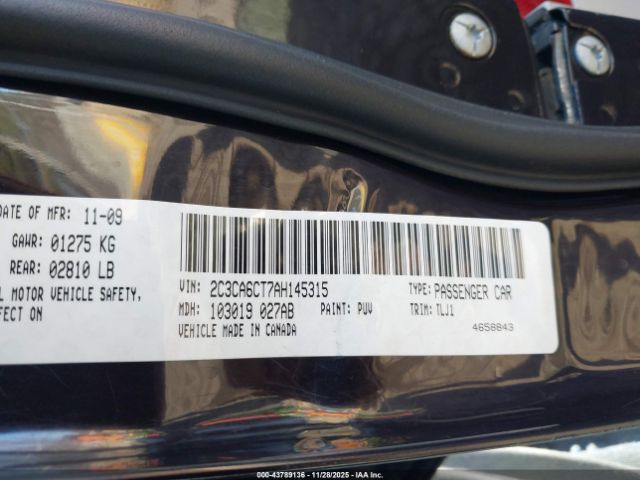 DATE OF MFR: 11-09
GAWR: 01275 KG
REAR: 02810 LB
MOTOR VEHICLE SAFETY,
ON
VIN: 2C3CA6CT7AH145315
TYPE: PASSENGER CAR
MDH: 103019 027AB
PAINT: PUV
TRIM: TLJ1
VEHICLE MADE IN CANADA
4658843
000-43789136 - 11/28/2025 - IAA Inc.